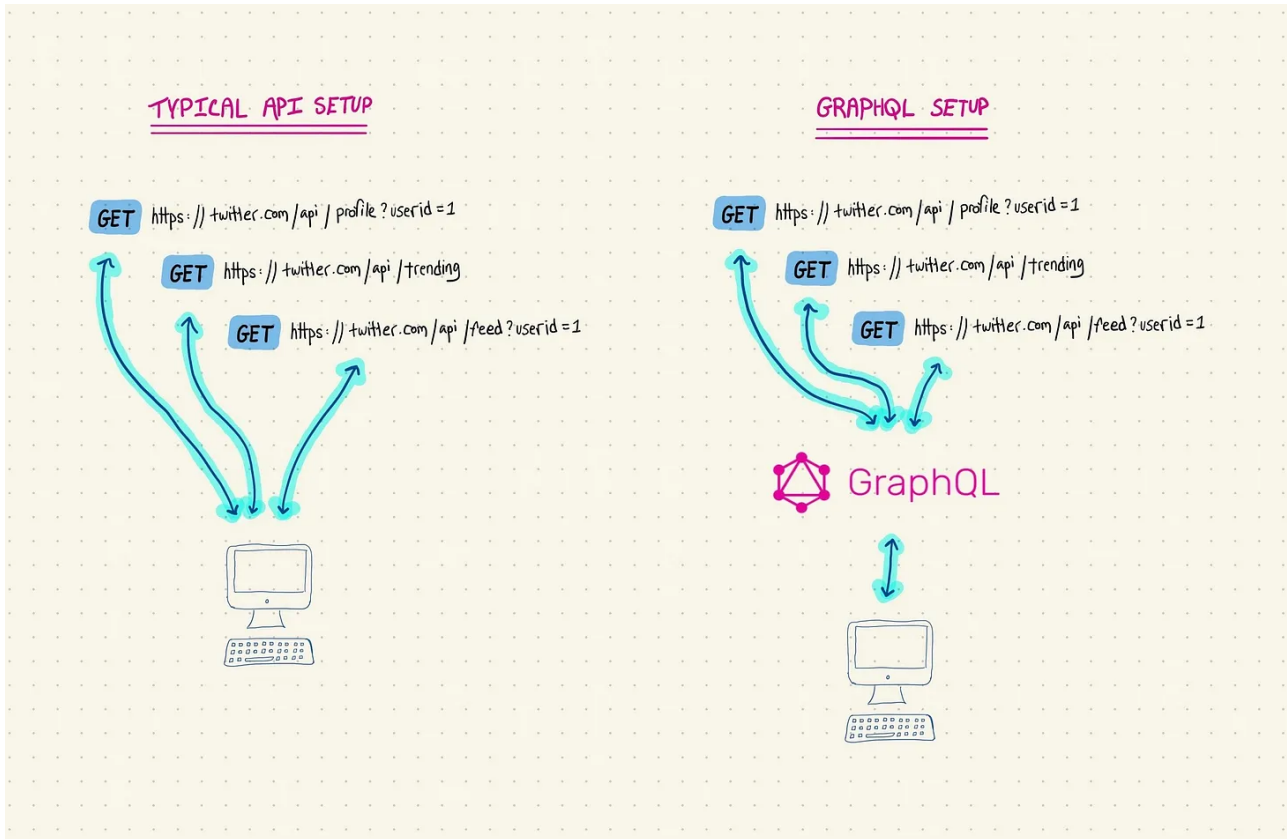 TYPICAL API SETUP
GET https://twitter.com/api/profile?userid=1
GET https://twitter.com/api/trending
GET https://twitter.com/api/feed?userid=1
GRAPHQL SETUP
GET https://twitter.com/api/profile?userid=1
GET https://twitter.com/api/trending
GET https://twitter.com/api/feed?userid=1
GraphQL